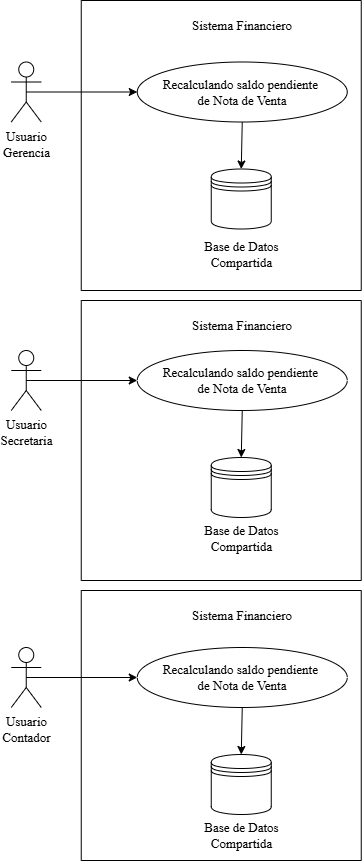 Sistema Financiero
Recalculando saldo pendiente
de Nota de Venta
Usuario
Gerencia
Base de Datos
Compartida
Sistema Financiero
Recalculando saldo pendiente
de Nota de Venta
Usuario
Secretaria
Base de Datos
Compartida
Sistema Financiero
Recalculando saldo pendiente
de Nota de Venta
Usuario
Contador
Base de Datos
Compartida